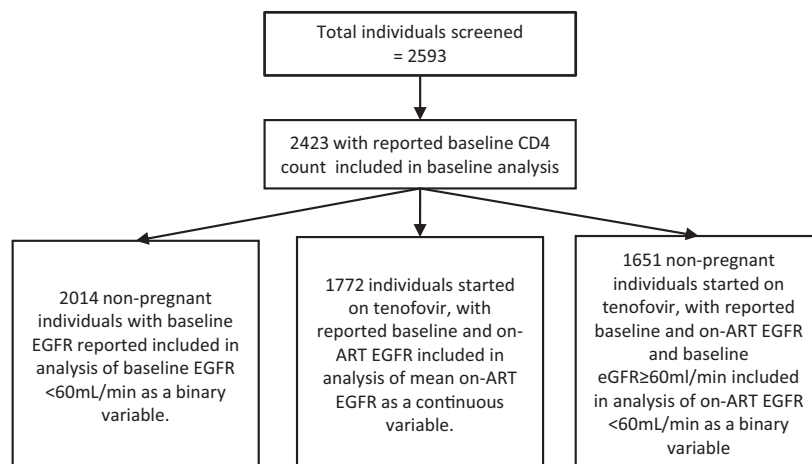 Total individuals screened
= 2593
2423 with reported baseline CD4
count included in baseline analysis
2014 non-pregnant
individuals with baseline
EGFR reported included in
analysis of baseline EGFR
<60mL/min as a binary
variable.
1772 individuals started
on tenofovir, with
reported baseline and on-
ART EGFR included in
analysis of mean on-ART
EGFR as a continuous
variable.
1651 non-pregnant
individuals started on
tenofovir, with reported
baseline and on-ART EGFR
and baseline
eGFR≥60ml/min included
in analysis of on-ART EGFR
<60mL/min as a binary
variable